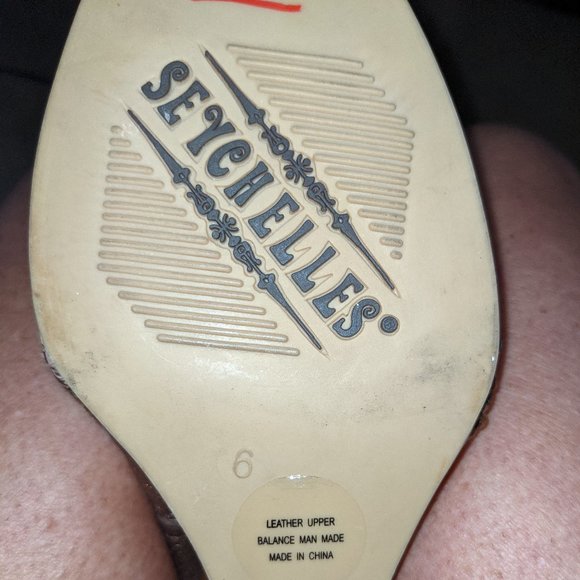 SEYCHELLES®
6
LEATHER UPPER
BALANCE MAN MADE
MADE IN CHINA